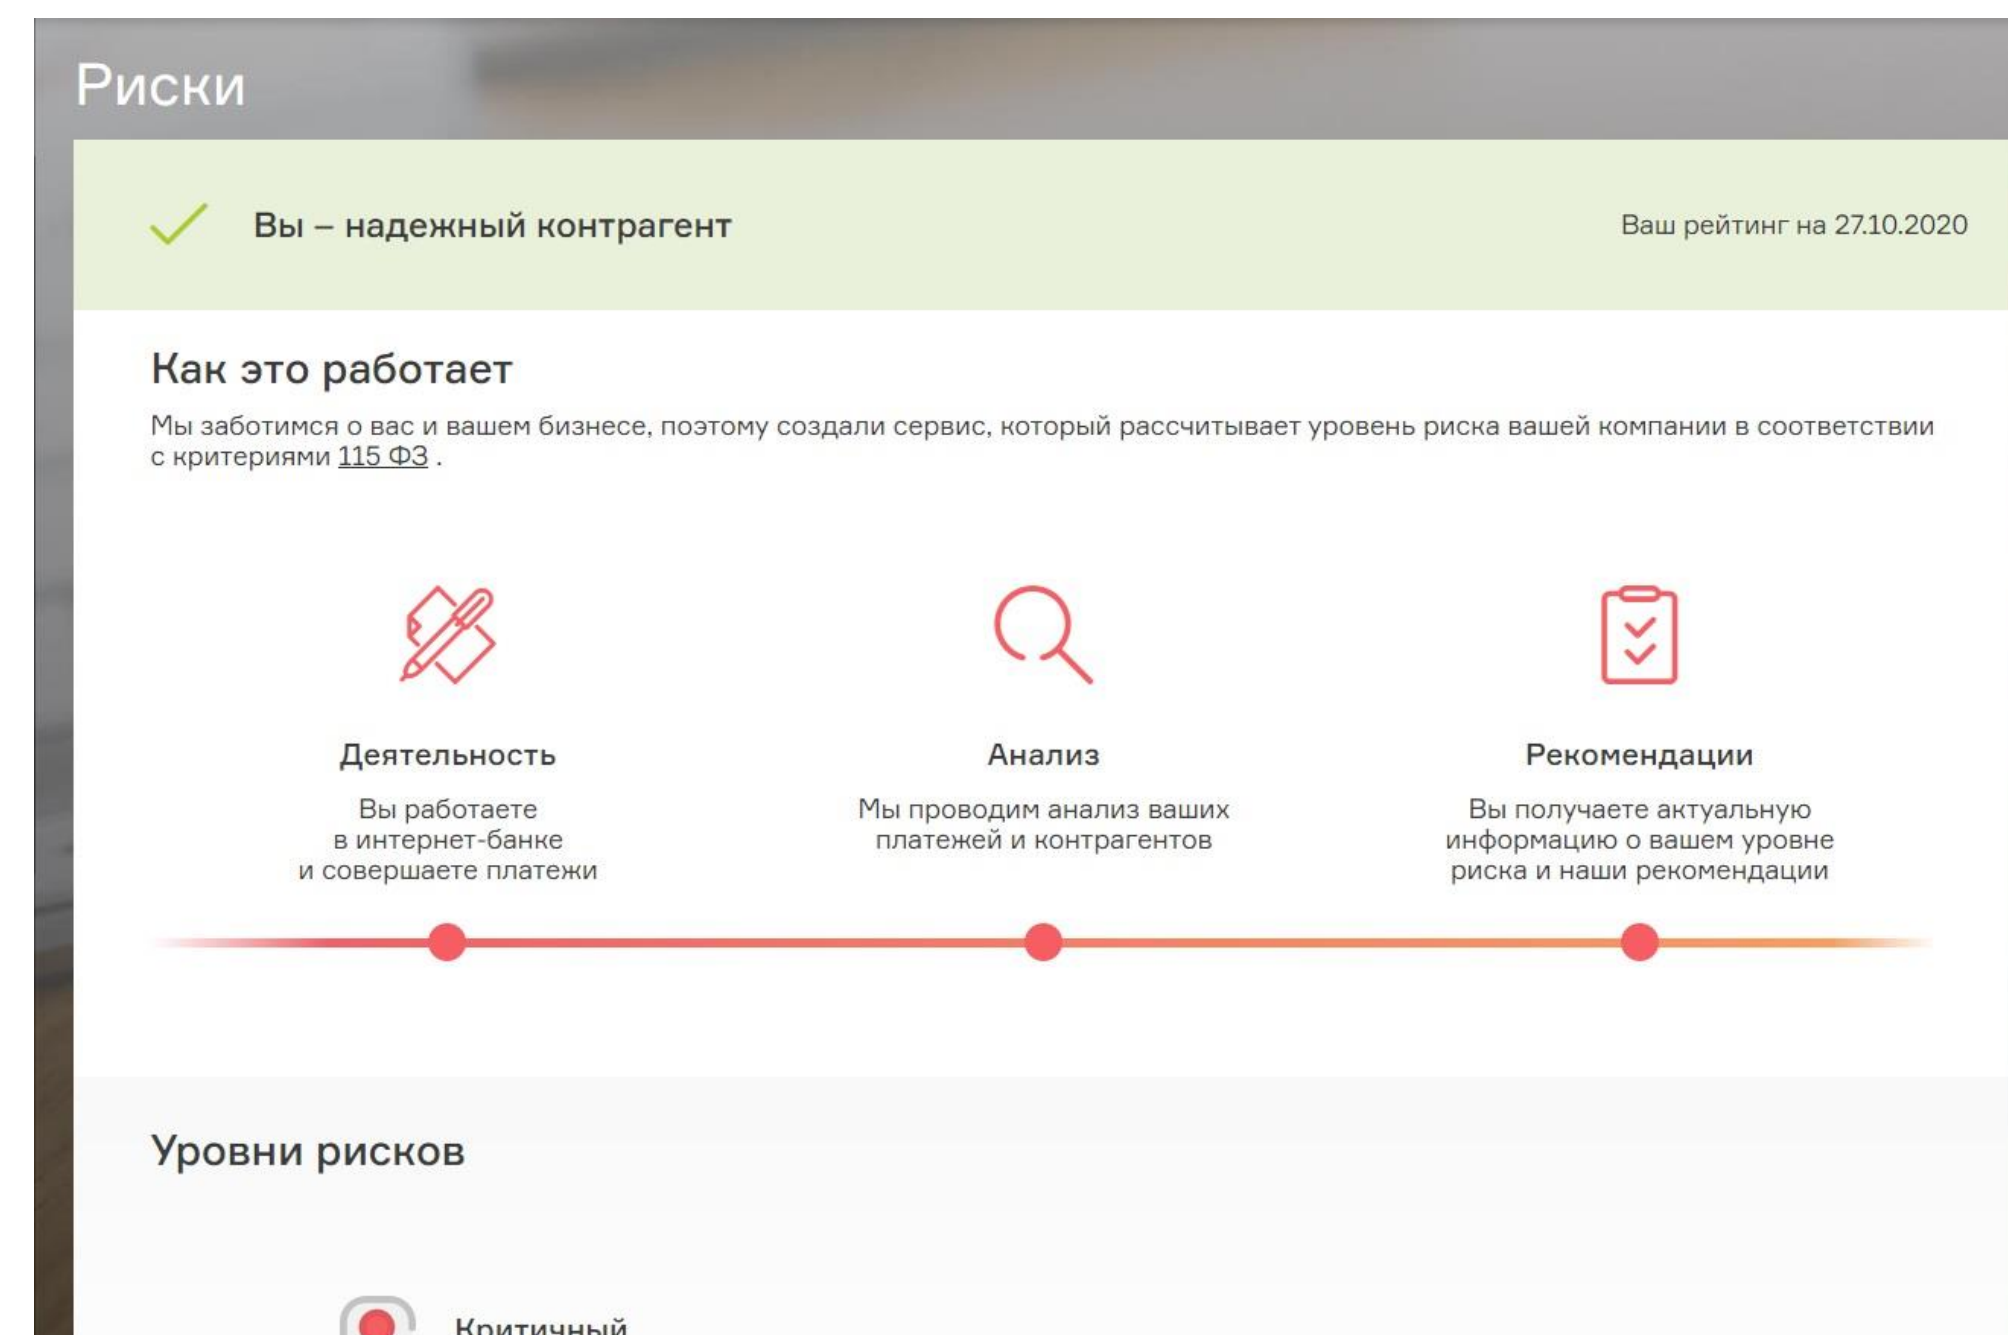 Риски
Вы – надежный контрагент
Ваш рейтинг на 27.10.2020
Как это работает
Мы заботимся о вас и вашем бизнесе, поэтому создали сервис, который рассчитывает уровень риска вашей компании в соответствии
с критериями 115 ФЗ .
Деятельность
Вы работаете
в интернет-банке
и совершаете платежи
Анализ
Мы проводим анализ ваших
платежей и контрагентов
Рекомендации
Вы получаете актуальную
информацию о вашем уровне
риска и наши рекомендации
Уровни рисков
Критичный